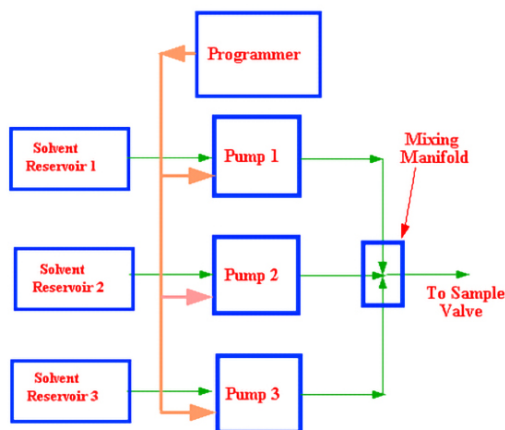 Programmer
Solvent
Reservoir 1
Pump 1
Mixing
Manifold
Solvent
Reservoir 2
Pump 2
To Sample
Valve
Solvent
Reservoir 3
Pump 3